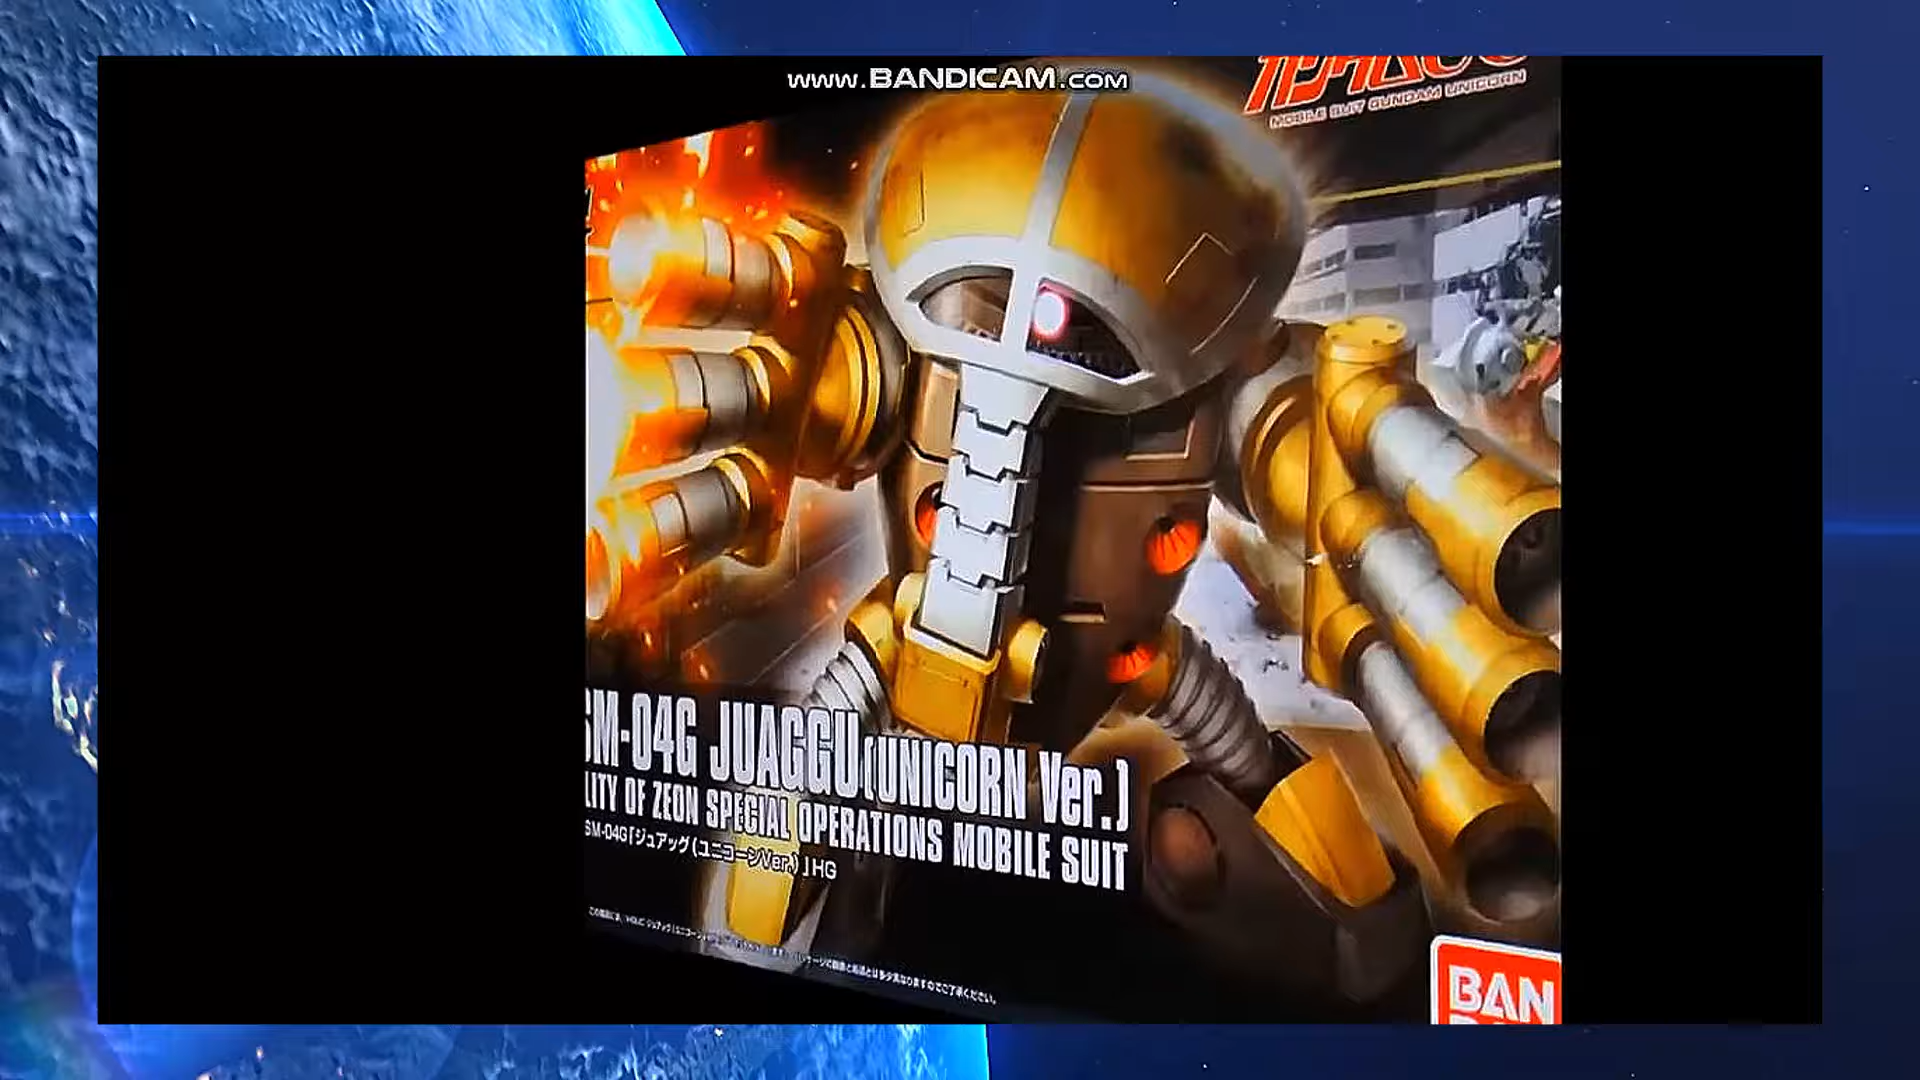 www.BANDICAM.com
MOBILE SUIT GUNDAM UNICORN
SM-04G JUAGGU (UNICORN Ver.)
LITY OF ZEON SPECIAL OPERATIONS MOBILE SUIT
SM-04G「ジュアッグ(ユニコーンVer.)」HG
BAN